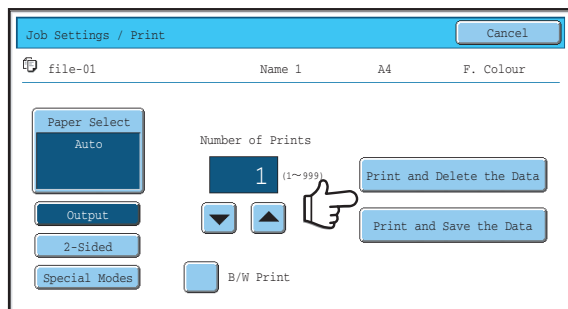 Job Settings / Print
Cancel
file-01 Name 1 A4 F. Colour
Paper Select
Auto
Number of Prints
1 (1～999)
Print and Delete the Data
Output
Print and Save the Data
2-Sided
Special Modes
B/W Print